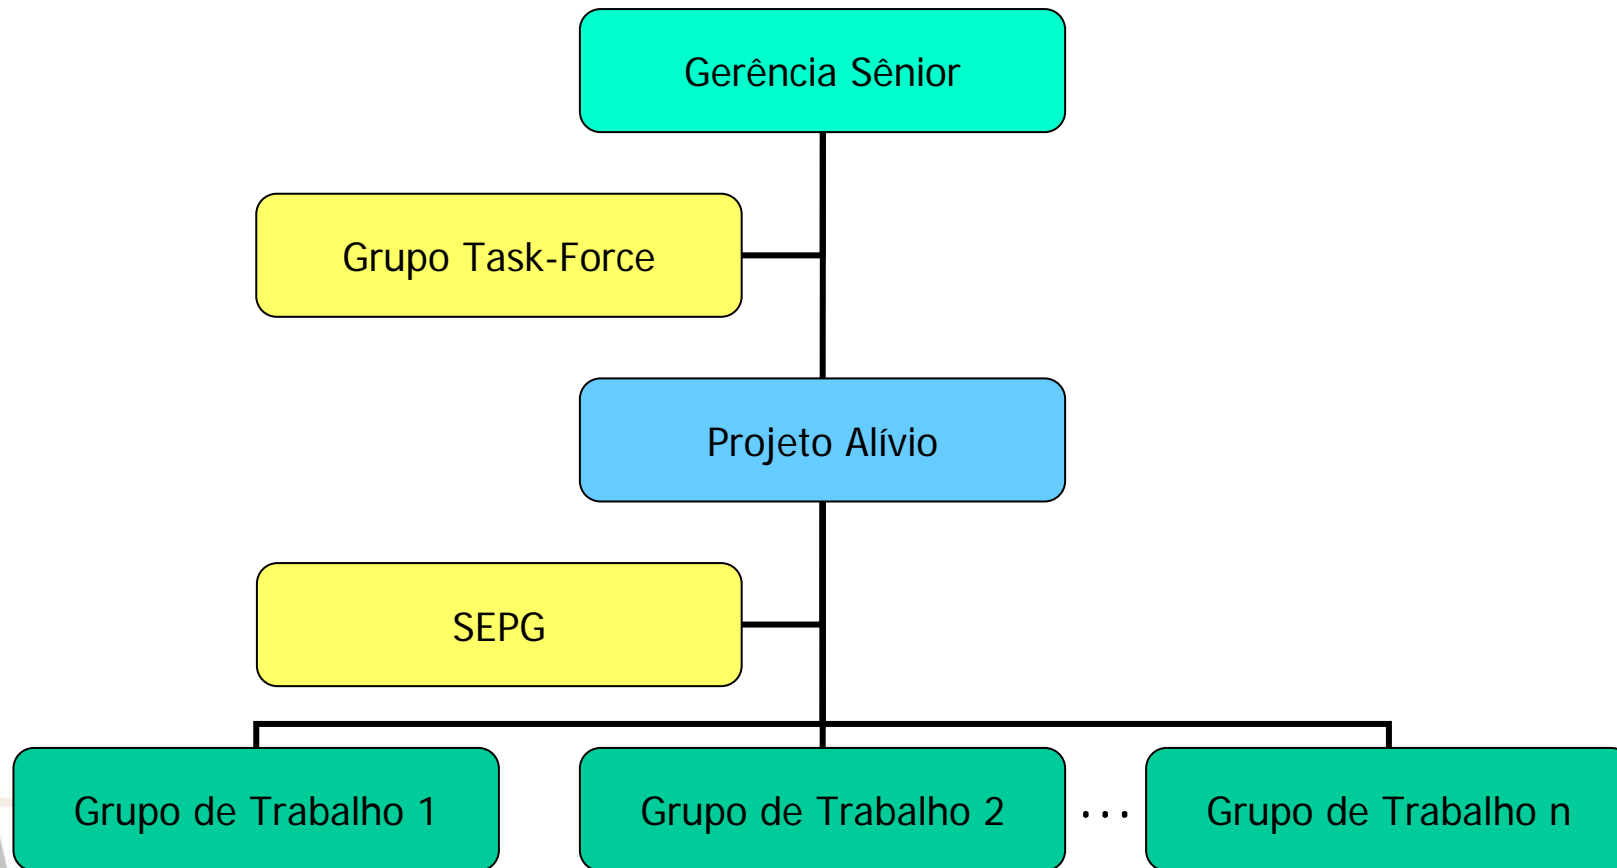 Gerência Sênior
Grupo Task-Force
Projeto Alívio
SEPG
Grupo de Trabalho 1
Grupo de Trabalho 2
...
Grupo de Trabalho n